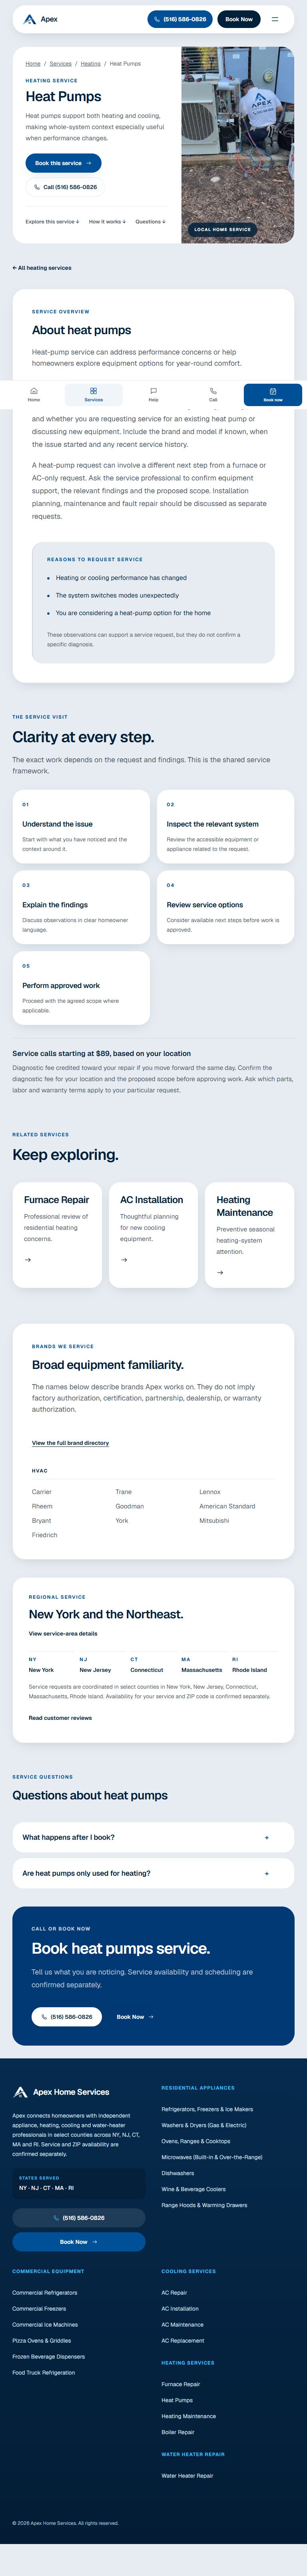 Apex
(516) 586-0826
Book Now
Home / Services / Heating / Heat Pumps
HEATING SERVICE
Heat Pumps
Heat pumps support both heating and cooling,
making whole-system context especially useful
when performance changes.
Book this service →
Call (516) 586-0826
Explore this service ↓
How it works ↓
Questions ↓
APEX
LOCAL HOME SERVICE
← All heating services
SERVICE OVERVIEW
About heat pumps
Heat-pump service can address performance concerns or help
homeowners explore equipment options for year-round comfort.
Home
Services
Help
Call
Book now
and whether you are requesting service for an existing heat pump or
discussing new equipment. Include the brand and model if known, when
the issue started and any recent service history.
A heat-pump request can involve a different next step from a furnace or
AC-only request. Ask the service professional to confirm equipment
support, the relevant findings and the proposed scope. Installation
planning, maintenance and fault repair should be discussed as separate
requests.
REASONS TO REQUEST SERVICE
Heating or cooling performance has changed
The system switches modes unexpectedly
You are considering a heat-pump option for the home
These observations can support a service request, but they do not confirm a
specific diagnosis.
THE SERVICE VISIT
Clarity at every step.
The exact work depends on the request and findings. This is the shared service
framework.
01
Understand the issue
Start with what you have noticed and the
context around it.
02
Inspect the relevant system
Review the accessible equipment or
appliance related to the request.
03
Explain the findings
Discuss observations in clear homeowner
language.
04
Review service options
Consider available next steps before work is
approved.
05
Perform approved work
Proceed with the agreed scope where
applicable.
Service calls starting at $89, based on your location
Diagnostic fee credited toward your repair if you move forward the same day. Confirm the
diagnostic fee for your location and the proposed scope before approving work. Ask which parts,
labor and warranty terms apply to your particular request.
RELATED SERVICES
Keep exploring.
Furnace Repair
Professional review of
residential heating
concerns.
→
AC Installation
Thoughtful planning
for new cooling
equipment.
→
Heating
Maintenance
Preventive seasonal
heating-system
attention.
→
BRANDS WE SERVICE
Broad equipment familiarity.
The names below describe brands Apex works on. They do not imply
factory authorization, certification, partnership, dealership, or warranty
authorization.
View the full brand directory
HVAC
Carrier
Trane
Lennox
Rheem
Goodman
American Standard
Bryant
York
Mitsubishi
Friedrich
REGIONAL SERVICE
New York and the Northeast.
View service-area details
NY
New York
NJ
New Jersey
CT
Connecticut
MA
Massachusetts
RI
Rhode Island
Service requests are coordinated in select counties in New York, New Jersey, Connecticut,
Massachusetts, Rhode Island. Availability for your service and ZIP code is confirmed separately.
Read customer reviews
SERVICE QUESTIONS
Questions about heat pumps
What happens after I book? +
Are heat pumps only used for heating? +
CALL OR BOOK NOW
Book heat pumps service.
Tell us what you are noticing. Service availability and scheduling are
confirmed separately.
(516) 586-0826
Book Now →
Apex Home Services
Apex connects homeowners with independent
appliance, heating, cooling and water-heater
professionals in select counties across NY, NJ, CT,
MA and RI. Service and ZIP availability are
confirmed separately.
STATES SERVED
NY · NJ · CT · MA · RI
(516) 586-0826
Book Now →
RESIDENTIAL APPLIANCES
Refrigerators, Freezers & Ice Makers
Washers & Dryers (Gas & Electric)
Ovens, Ranges & Cooktops
Microwaves (Built-in & Over-the-Range)
Dishwashers
Wine & Beverage Coolers
Range Hoods & Warming Drawers
COMMERCIAL EQUIPMENT
Commercial Refrigerators
Commercial Freezers
Commercial Ice Machines
Pizza Ovens & Griddles
Frozen Beverage Dispensers
Food Truck Refrigeration
COOLING SERVICES
AC Repair
AC Installation
AC Maintenance
AC Replacement
HEATING SERVICES
Furnace Repair
Heat Pumps
Heating Maintenance
Boiler Repair
WATER HEATER REPAIR
Water Heater Repair
© 2026 Apex Home Services. All rights reserved.